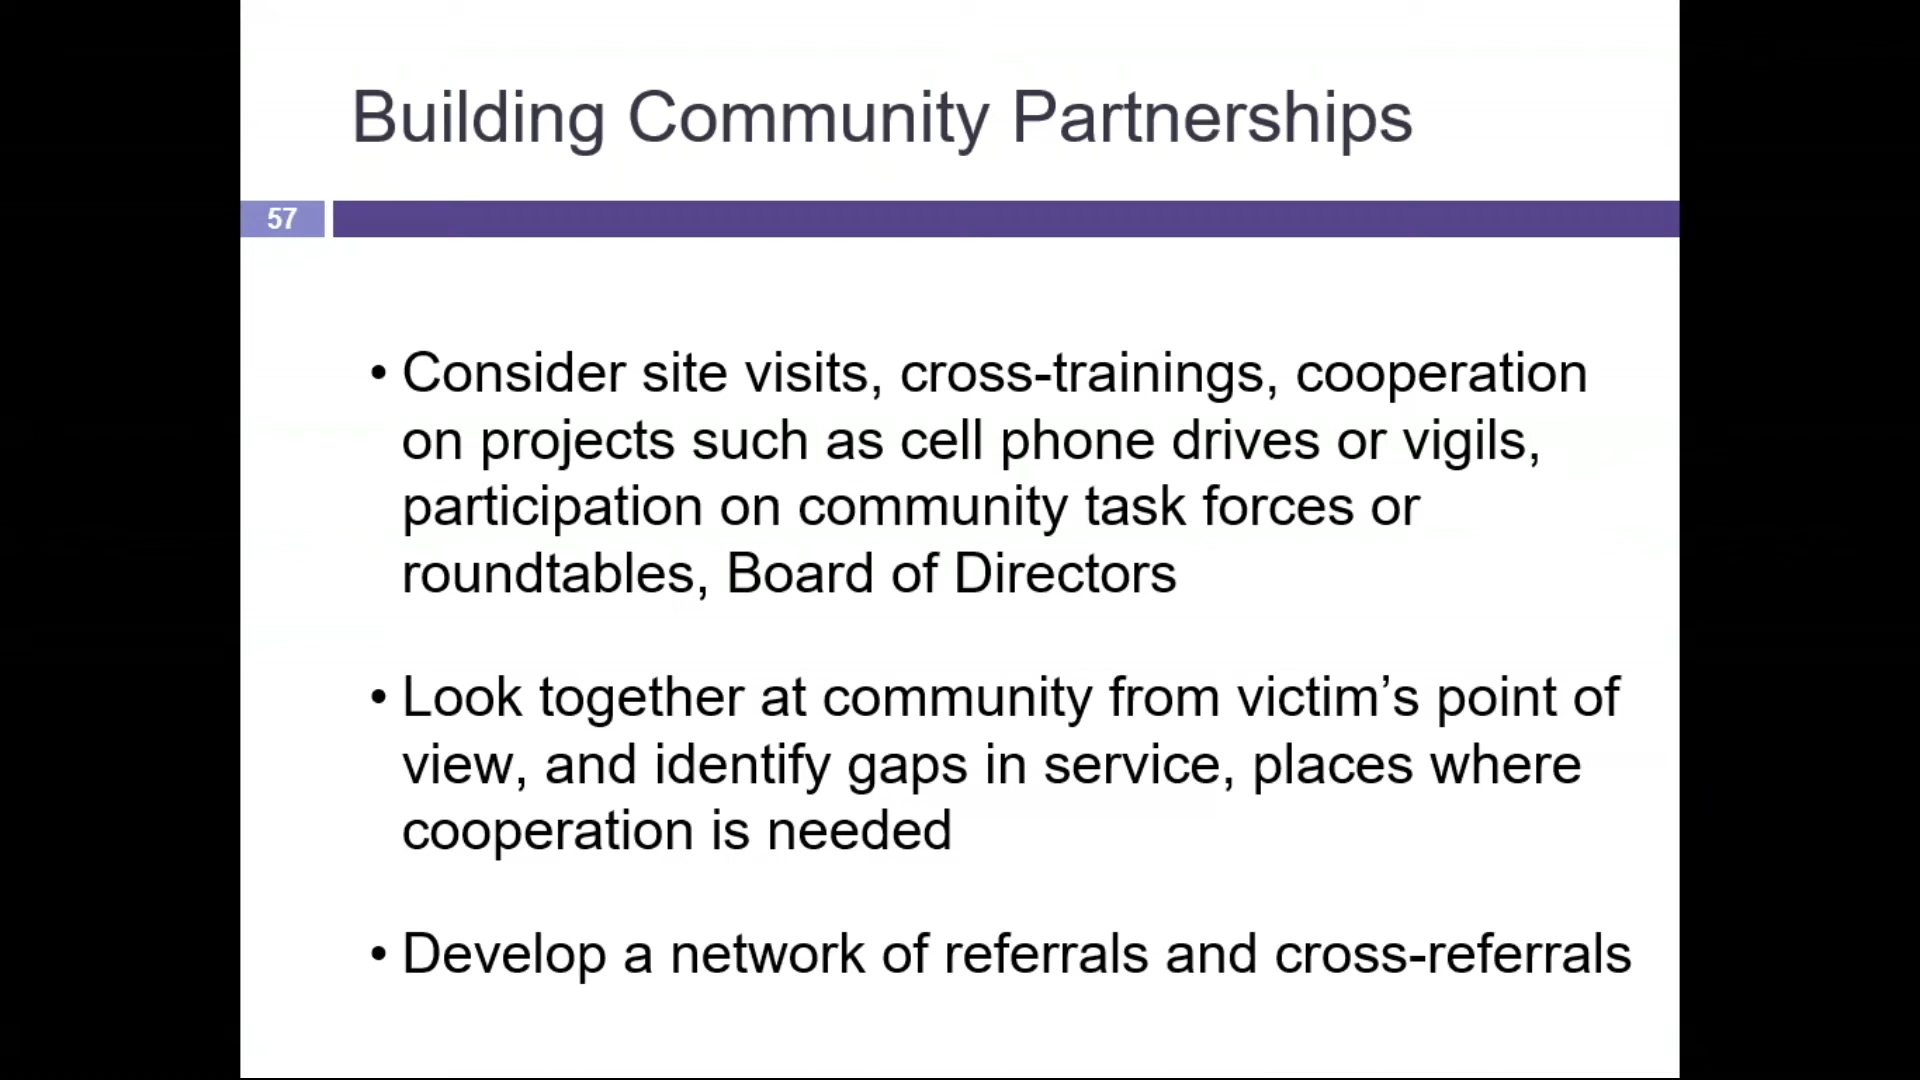 Building Community Partnerships
57
• Consider site visits, cross-trainings, cooperation
on projects such as cell phone drives or vigils,
participation on community task forces or
roundtables, Board of Directors
• Look together at community from victim’s point of
view, and identify gaps in service, places where
cooperation is needed
• Develop a network of referrals and cross-referrals